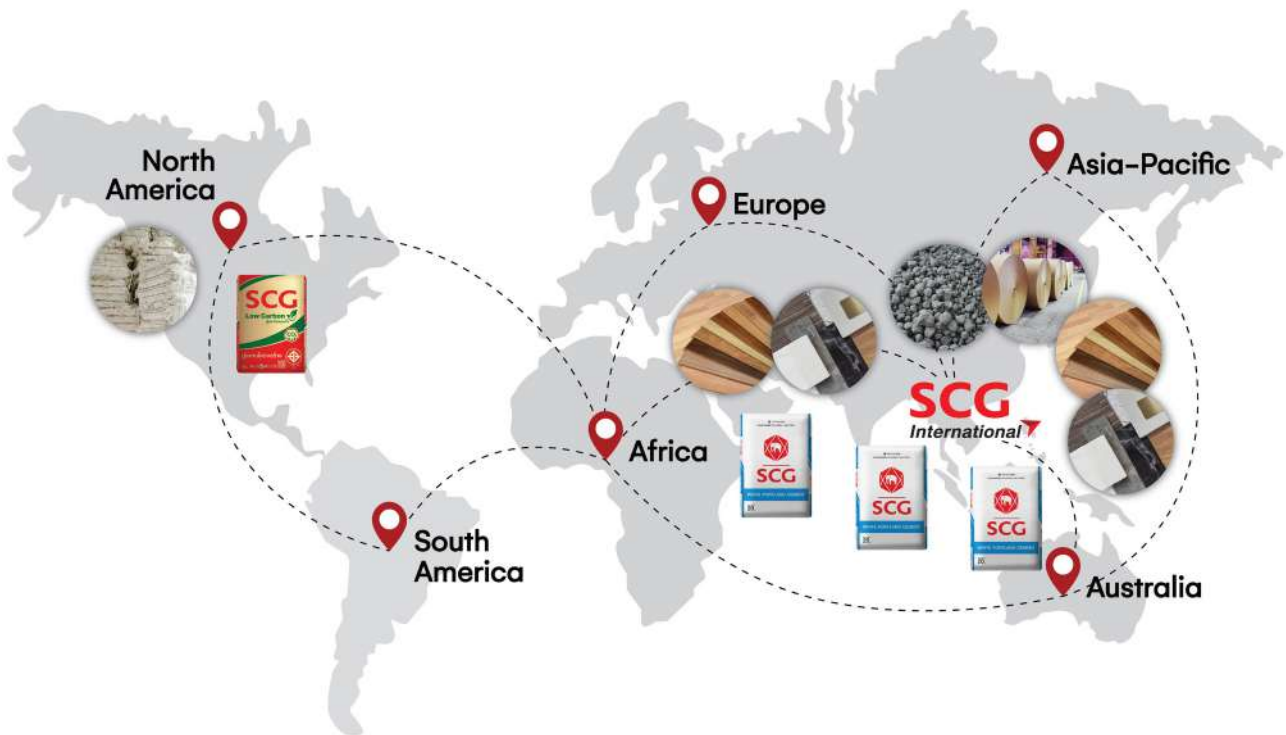 North
America
SCG
Low Carbon
Europe
Asia-Pacific
Africa
SCG
International
SCG
SCG
SCG
South
America
Australia